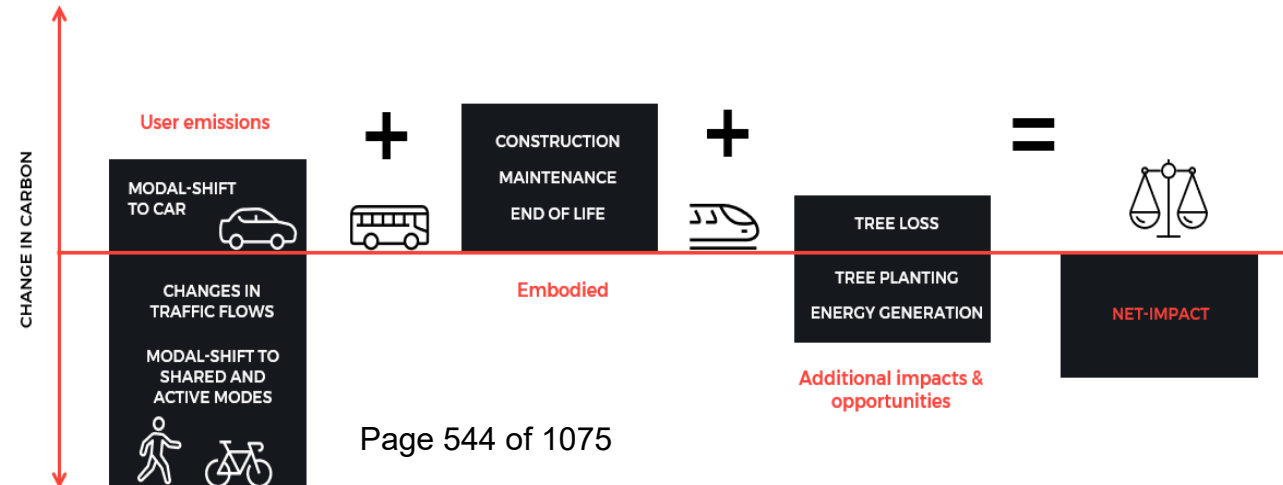 CHANGE IN CARBON
User emissions
MODAL-SHIFT
TO CAR
CHANGES IN
TRAFFIC FLOWS
MODAL-SHIFT TO
SHARED AND
ACTIVE MODES
+
CONSTRUCTION
MAINTENANCE
END OF LIFE
Embodied
+
TREE LOSS
TREE PLANTING
ENERGY GENERATION
Additional impacts &
opportunities
=
NET-IMPACT
Page 544 of 1075